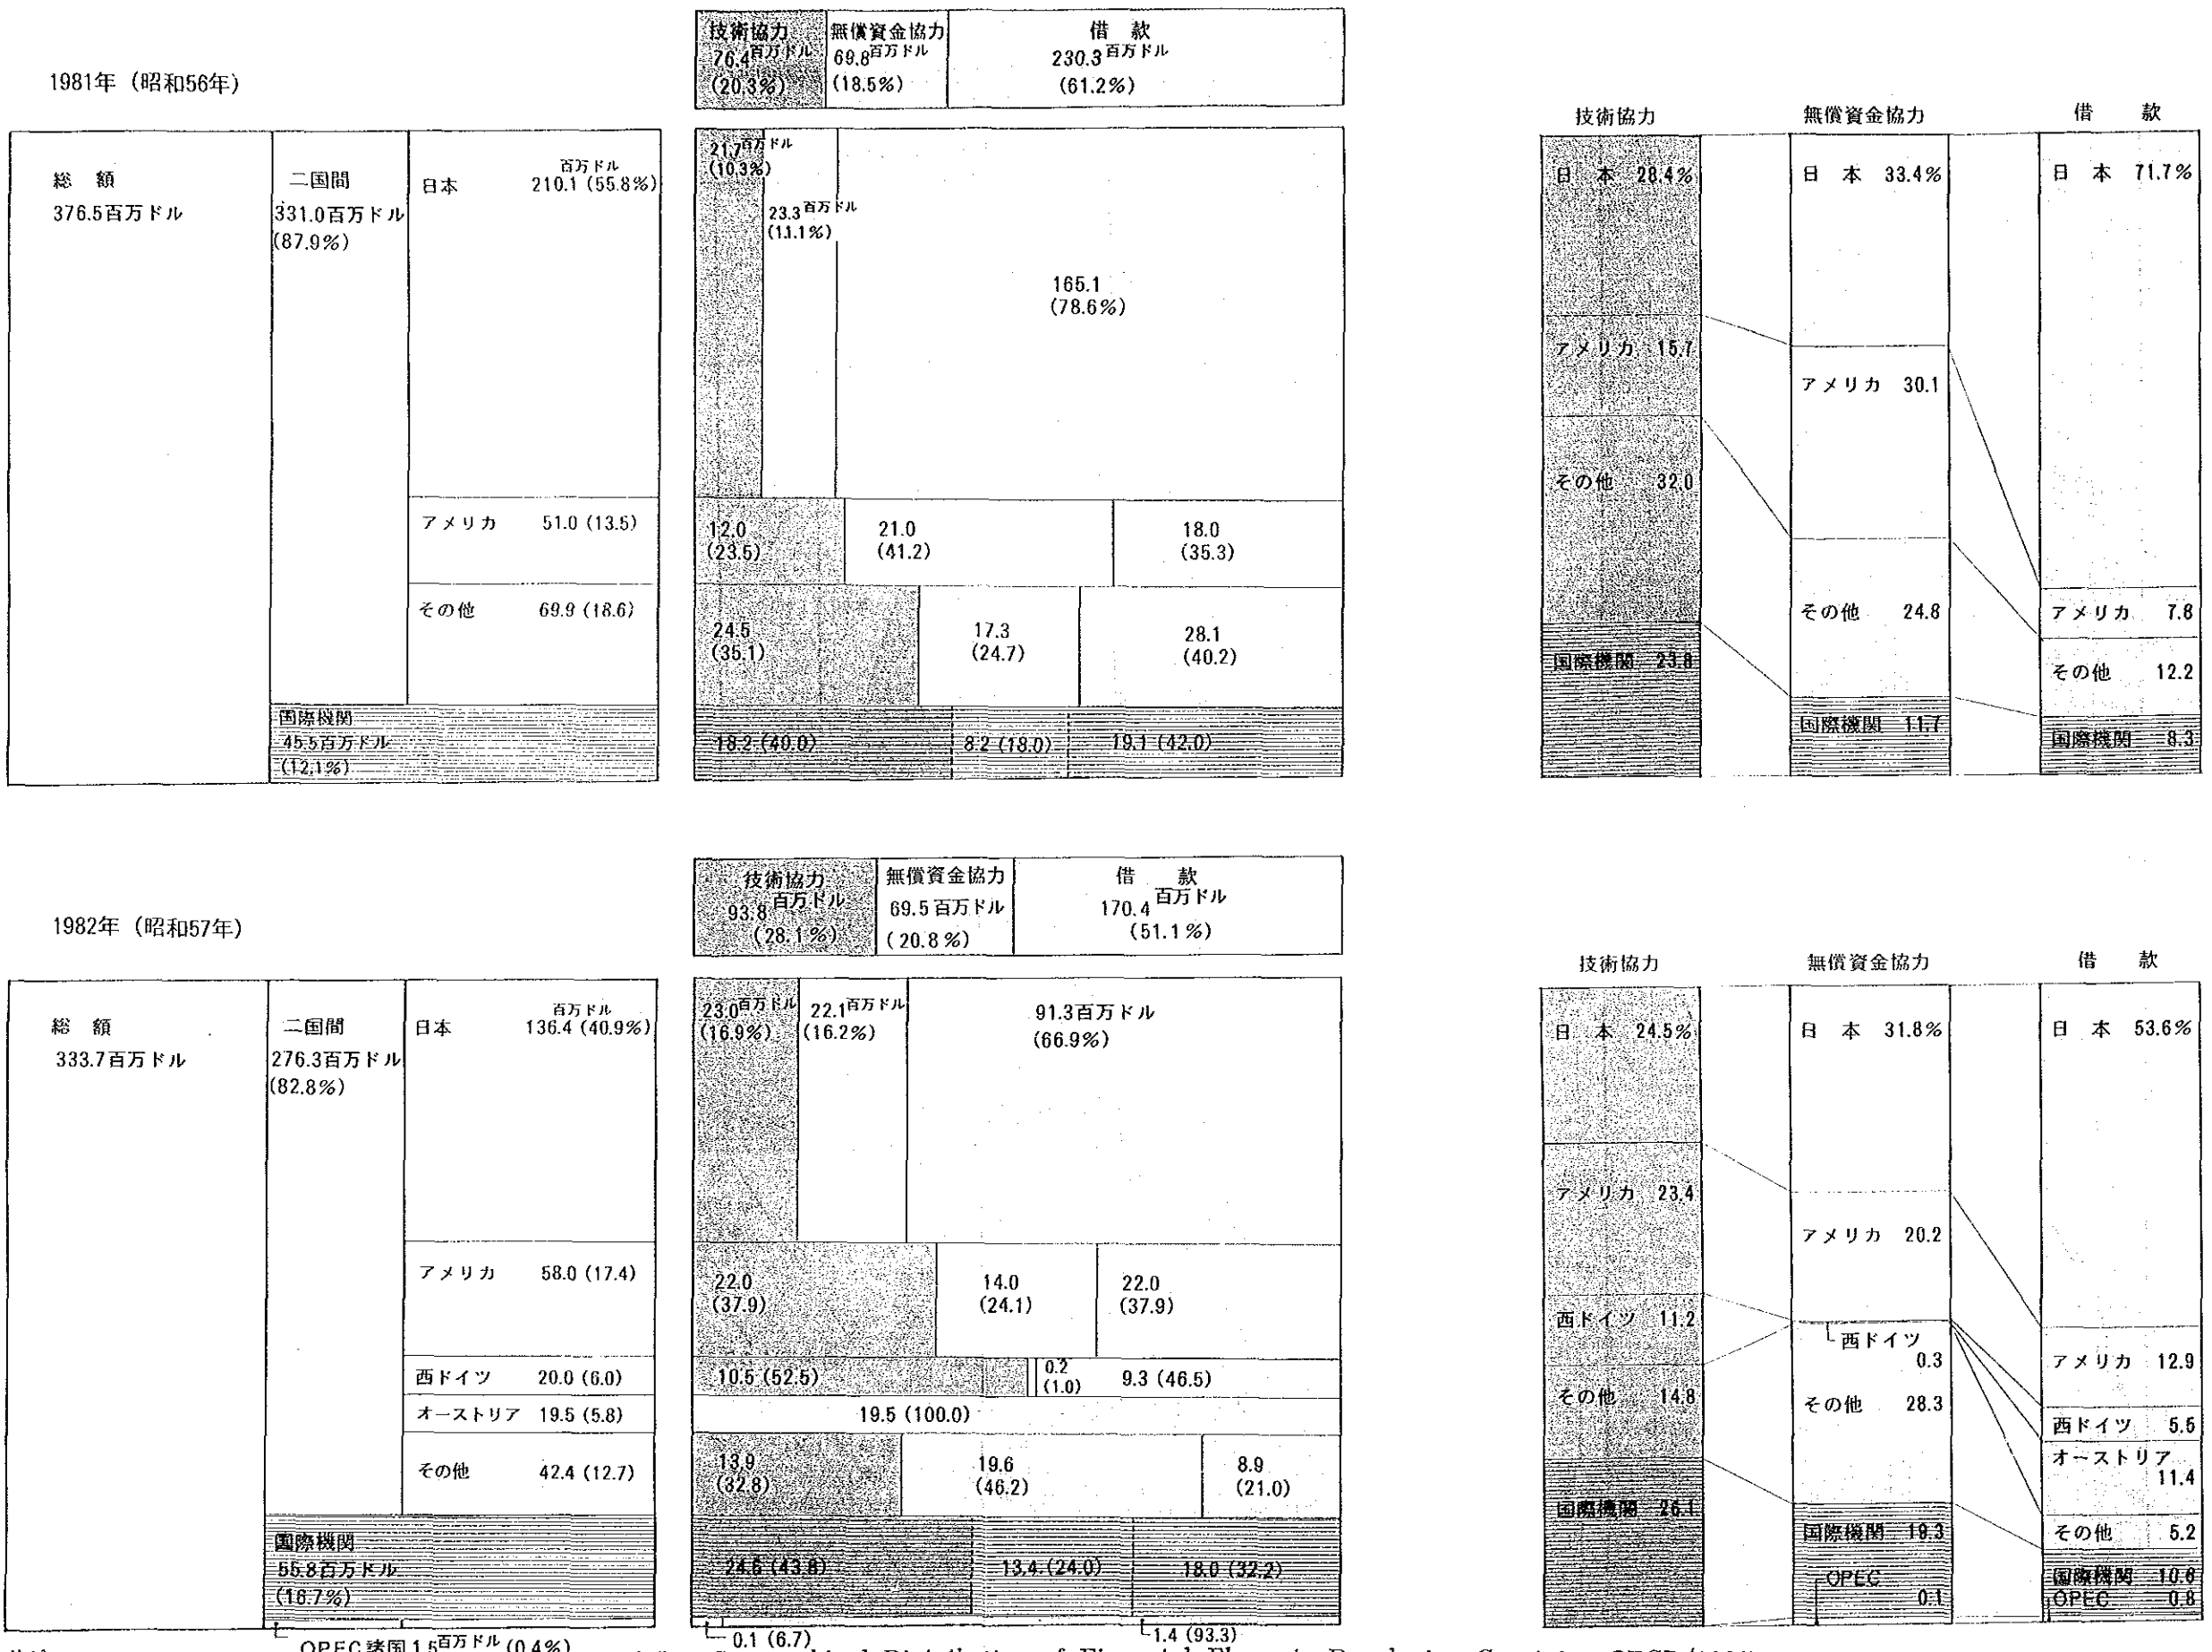 1981年（昭和56年）
技術協力
76.4百万ドル
(20.3%)
無償資金協力
69.8百万ドル
(18.5%)
借　款
230.3百万ドル
(61.2%)
総　額
376.5百万ドル
二国間
331.0百万ドル
(87.9%)
日本　百万ドル 210.1 (55.8%)
アメリカ　51.0 (13.5)
その他　69.9 (18.6)
国際機関
45.5百万ドル
(12.1%)
21.7百万ドル
(10.3%)
23.3百万ドル
(11.1%)
165.1
(78.6%)
12.0
(23.5)
21.0
(41.2)
18.0
(35.3)
24.5
(35.1)
17.3
(24.7)
28.1
(40.2)
18.2 (40.0)
8.2 (18.0)
19.1 (42.0)
技術協力
日　本　28.4%
アメリカ　15.7
その他　32.0
国際機関　23.8
無償資金協力
日　本　33.4%
アメリカ　30.1
その他　24.8
国際機関　11.7
借　款
日　本　71.7%
アメリカ　7.8
その他　12.2
国際機関　8.3
1982年（昭和57年）
技術協力
93.8百万ドル
(28.1%)
無償資金協力
69.5百万ドル
(20.8%)
借　款
170.4百万ドル
(51.1%)
総　額
333.7百万ドル
二国間
276.3百万ドル
(82.8%)
日本　百万ドル 136.4 (40.9%)
アメリカ　58.0 (17.4)
西ドイツ　20.0 (6.0)
オーストリア　19.5 (5.8)
その他　42.4 (12.7)
国際機関
55.8百万ドル
(16.7%)
OPEC諸国 1.5百万ドル (0.4%)
23.0百万ドル
(16.9%)
22.1百万ドル
(16.2%)
91.3百万ドル
(66.9%)
22.0
(37.9)
14.0
(24.1)
22.0
(37.9)
10.5 (52.5)
0.2
(1.0)
9.3 (46.5)
19.5 (100.0)
13.9
(32.8)
19.6
(46.2)
8.9
(21.0)
(43.8)
13.4 (24.0)
18.0 (32.2)
0.1 (6.7)
1.4 (93.3)
技術協力
日　本　24.5%
アメリカ　23.4
西ドイツ　11.2
その他　14.8
国際機関　26.1
無償資金協力
日　本　31.8%
アメリカ　20.2
西ドイツ
0.3
その他　28.3
国際機関　19.3
OPEC
0.1
借　款
日　本　53.6%
アメリカ　12.9
西ドイツ　5.5
オーストリア
11.4
その他　5.2
国際機関　10.6
OPEC　0.8